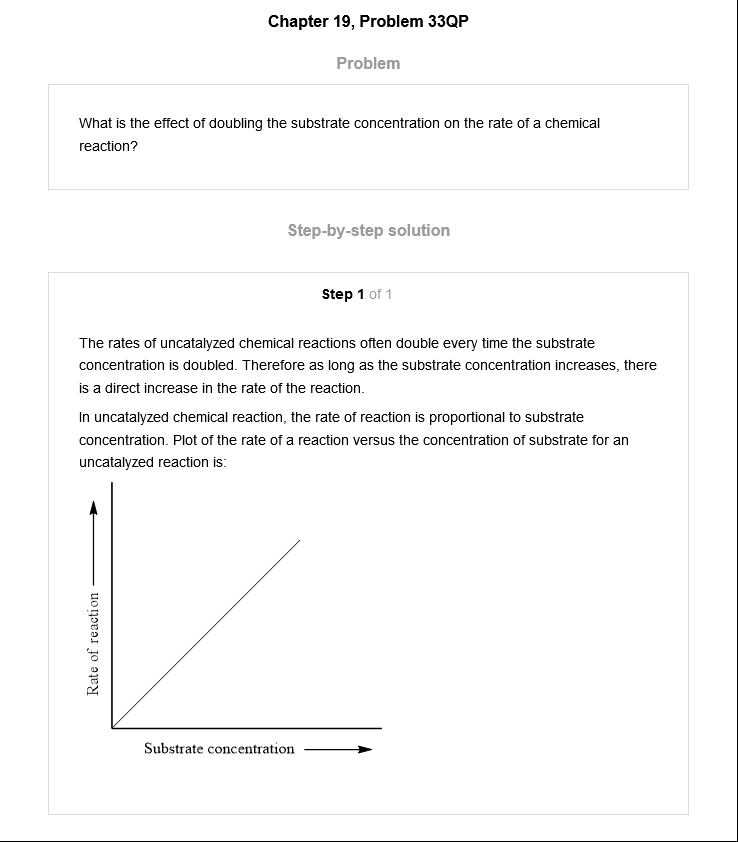 Chapter 19, Problem 33QP
Problem
What is the effect of doubling the substrate concentration on the rate of a chemical
reaction?
Step-by-step solution
Step 1 of 1
The rates of uncatalyzed chemical reactions often double every time the substrate
concentration is doubled. Therefore as long as the substrate concentration increases, there
is a direct increase in the rate of the reaction.
In uncatalyzed chemical reaction, the rate of reaction is proportional to substrate
concentration. Plot of the rate of a reaction versus the concentration of substrate for an
uncatalyzed reaction is:
Rate of reaction
Substrate concentration